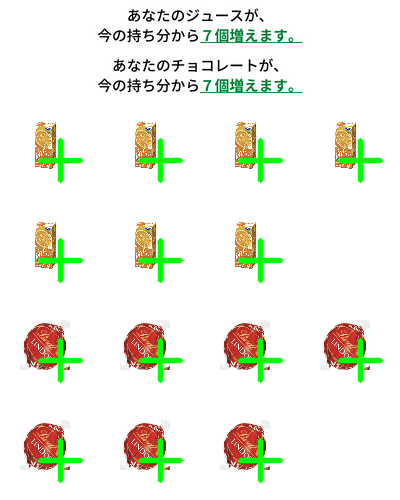 あなたのジュースが、
今の持ち分から７個増えます。
あなたのチョコレートが、
今の持ち分から７個増えます。